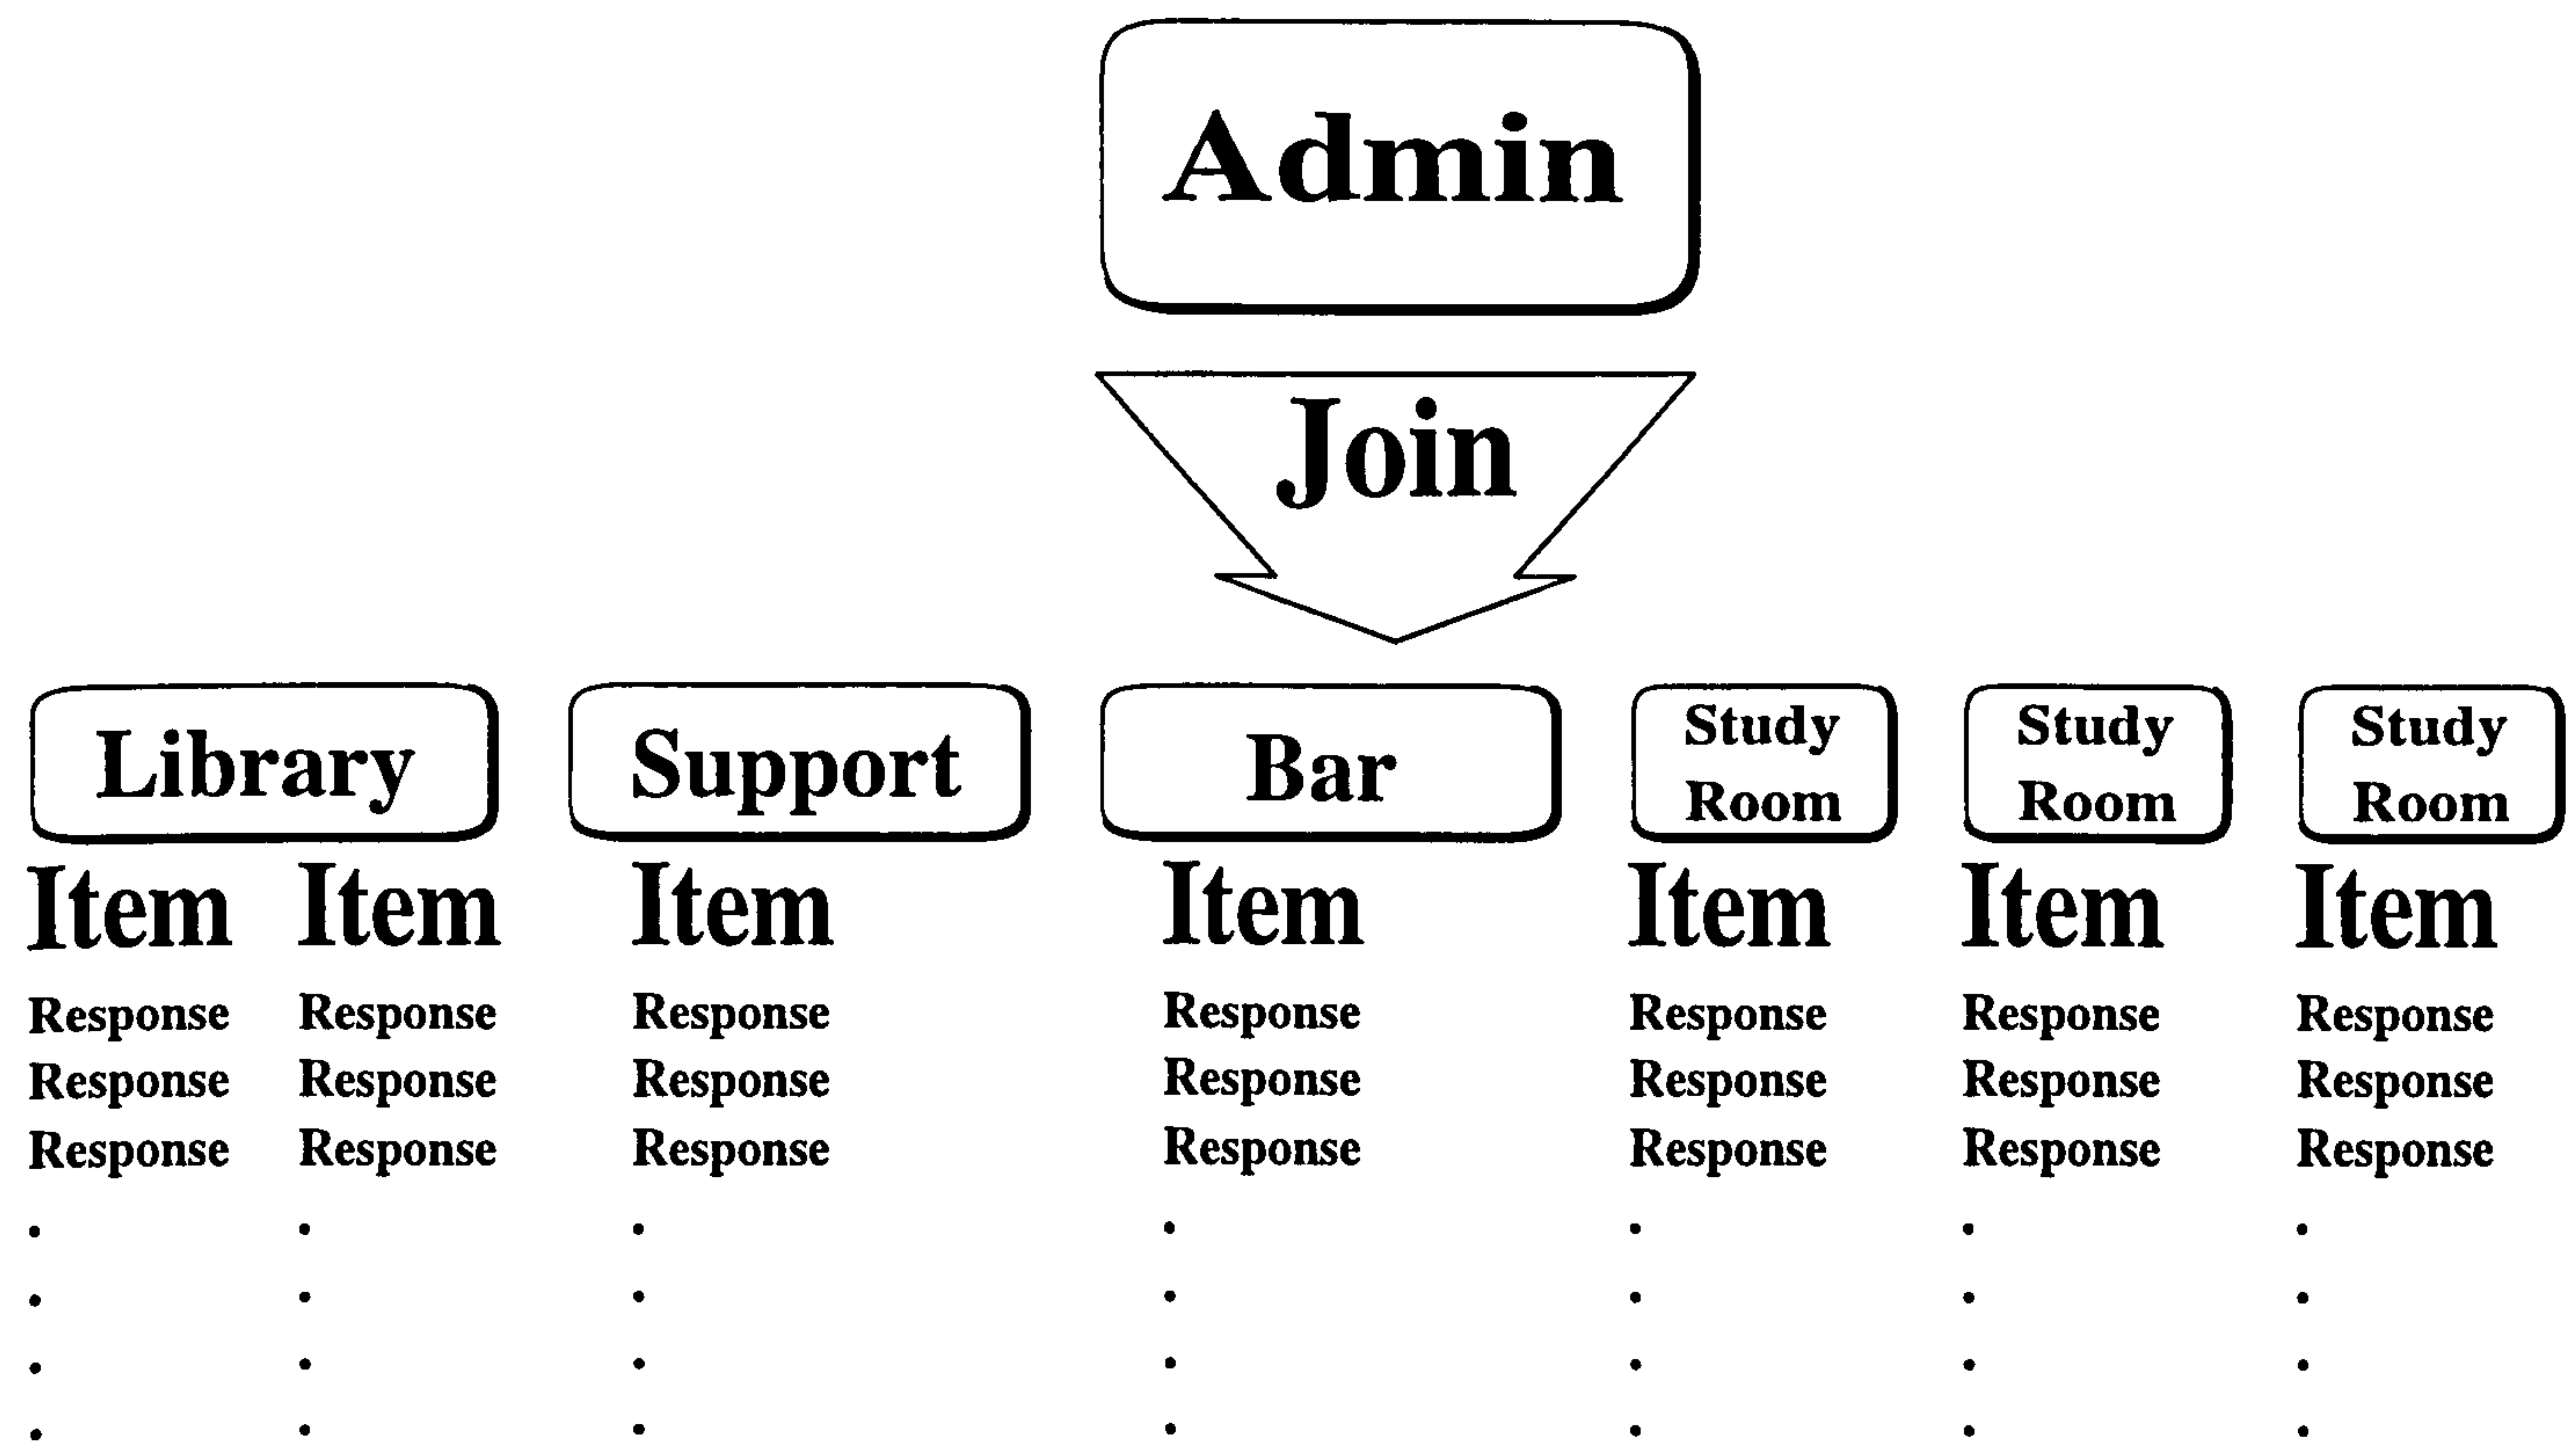 Admin
Join
Library Support Bar Study Room Study Room Study Room
Item Item Item Item Item Item Item
Response Response Response Response Response Response Response
Response Response Response Response Response Response Response
Response Response Response Response Response Response Response
. . . . . . .
. . . . . . .
. . . . . . .
. . . . . . .